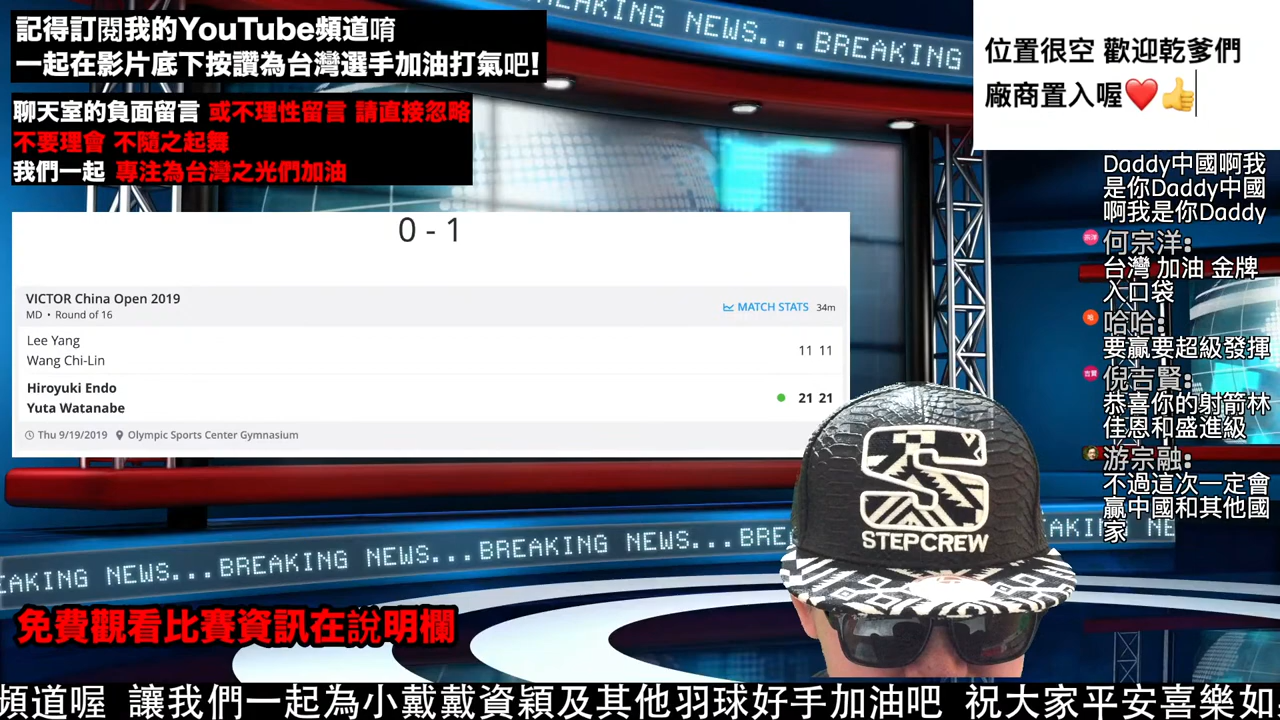 記得訂閱我的YouTube頻道唷
一起在影片底下按讚為台灣選手加油打氣吧!
聊天室的負面留言 或不理性留言 請直接忽略
不要理會 不隨之起舞
我們一起 專注為台灣之光們加油
BREAKING NEWS...BREAKING
位置很空 歡迎乾爹們
廠商置入喔❤️👍
0 - 1
VICTOR China Open 2019
MD • Round of 16
MATCH STATS 34m
Lee Yang
Wang Chi-Lin
11 11
Hiroyuki Endo
Yuta Watanabe
21 21
Thu 9/19/2019 Olympic Sports Center Gymnasium
Daddy中國啊我
是你Daddy中國
啊我是你Daddy
何宗洋:
台灣 加油 金牌
入口袋
哈哈:
要贏要超級發揮
倪吉賢:
恭喜你的射箭林
佳恩和盛進級
游宗融:
不過這次一定會
贏中國和其他國
家
STEPCREW
EAKING NEWS...BREAKING NEWS...BREAKING NEWS...BREAKING NE
免費觀看比賽資訊在說明欄
頻道喔 讓我們一起為小戴戴資穎及其他羽球好手加油吧 祝大家平安喜樂如